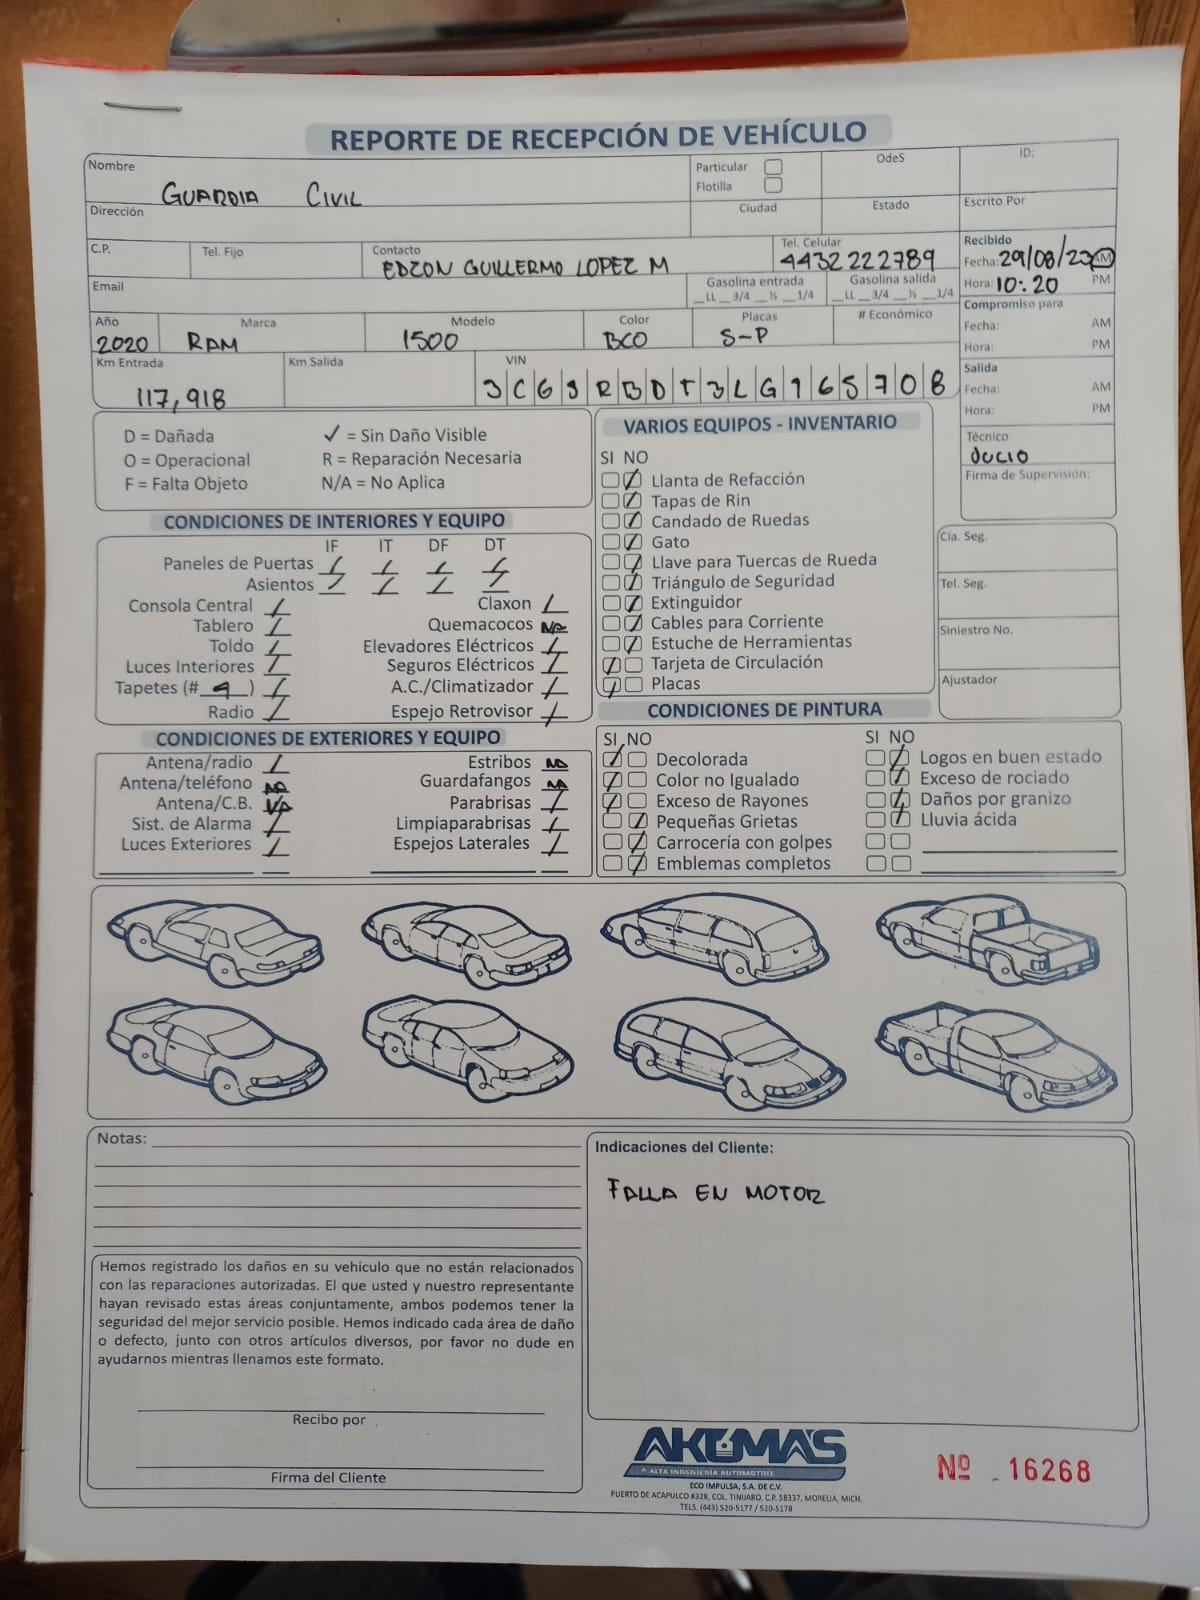 REPORTE DE RECEPCIÓN DE VEHÍCULO
Nombre GUARDIA CIVIL
Particular
Flotilla
OdeS
ID:
Dirección
Ciudad
Estado
Escrito Por
C.P.
Tel. Fijo
Contacto EDZON GUILLERMO LOPEZ M
Tel. Celular 4432222789
Recibido
Fecha: 29/08/23 AM
Hora: 10:20 PM
Email
Gasolina entrada
__LL __3/4 __½ __1/4
Gasolina salida
__LL __3/4 __½ __1/4
Compromiso para
Fecha: AM
Hora: PM
Año 2020
Marca RAM
Modelo 1500
Color BCO
Placas S-P
# Económico
Km Entrada 117,918
Km Salida
VIN 3C6SRBDT3LG165708
Salida
Fecha: AM
Hora: PM
Técnico
JULIO
Firma de Supervisión:
D = Dañada
O = Operacional
F = Falta Objeto
✓ = Sin Daño Visible
R = Reparación Necesaria
N/A = No Aplica
CONDICIONES DE INTERIORES Y EQUIPO
IF IT DF DT
Paneles de Puertas
Asientos
Consola Central
Tablero
Toldo
Luces Interiores
Tapetes (# 4 )
Radio
Claxon
Quemacocos NA
Elevadores Eléctricos
Seguros Eléctricos
A.C./Climatizador
Espejo Retrovisor
VARIOS EQUIPOS - INVENTARIO
SI NO
Llanta de Refacción
Tapas de Rin
Candado de Ruedas
Gato
Llave para Tuercas de Rueda
Triángulo de Seguridad
Extinguidor
Cables para Corriente
Estuche de Herramientas
Tarjeta de Circulación
Placas
Cía. Seg.
Tel. Seg.
Siniestro No.
Ajustador
CONDICIONES DE EXTERIORES Y EQUIPO
Antena/radio
Antena/teléfono NA
Antena/C.B. NA
Sist. de Alarma
Luces Exteriores
Estribos NA
Guardafangos NA
Parabrisas
Limpiaparabrisas
Espejos Laterales
CONDICIONES DE PINTURA
SI NO
Decolorada
Color no Igualado
Exceso de Rayones
Pequeñas Grietas
Carrocería con golpes
Emblemas completos
SI NO
Logos en buen estado
Exceso de rociado
Daños por granizo
Lluvia ácida
Notas:
Indicaciones del Cliente:
FALLA EN MOTOR
Hemos registrado los daños en su vehiculo que no están relacionados
con las reparaciones autorizadas. El que usted y nuestro representante
hayan revisado estas áreas conjuntamente, ambos podemos tener la
seguridad del mejor servicio posible. Hemos indicado cada área de daño
o defecto, junto con otros artículos diversos, por favor no dude en
ayudarnos mientras llenamos este formato.
Recibo por
Firma del Cliente
AKUMA'S
ALTA INGENIERÍA AUTOMOTRIZ
ECO IMPULSA, S.A. DE C.V.
PUERTO DE ACAPULCO #328, COL. TINIJARO, C.P. 58337, MORELIA, MICH.
TELS. (443) 520-5177 / 520-5178
Nº 16268